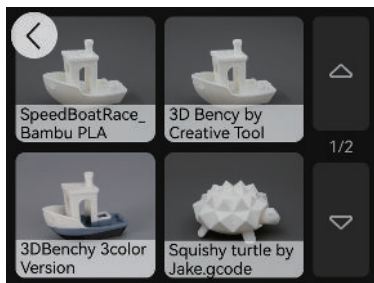 SpeedBoatRace_
Bambu PLA
3D Bency by
Creative Tool
1/2
3DBenchy 3color
Version
Squishy turtle by
Jake.gcode